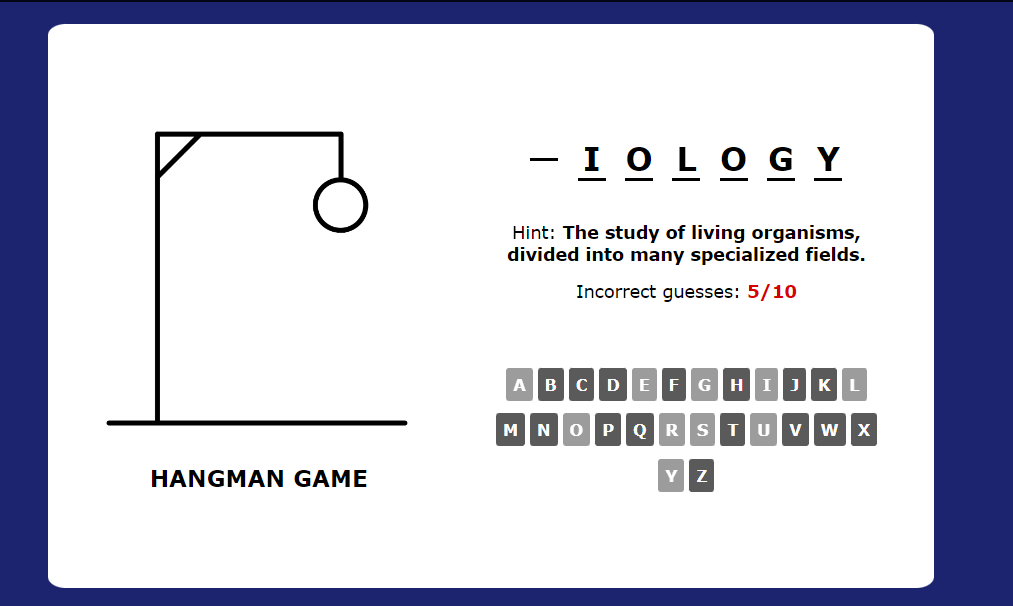 I O L O G Y
Hint: The study of living organisms,
divided into many specialized fields.
Incorrect guesses: 5/10
A B C D E F G H I J K L
M N O P Q R S T U V W X
Y Z
HANGMAN GAME